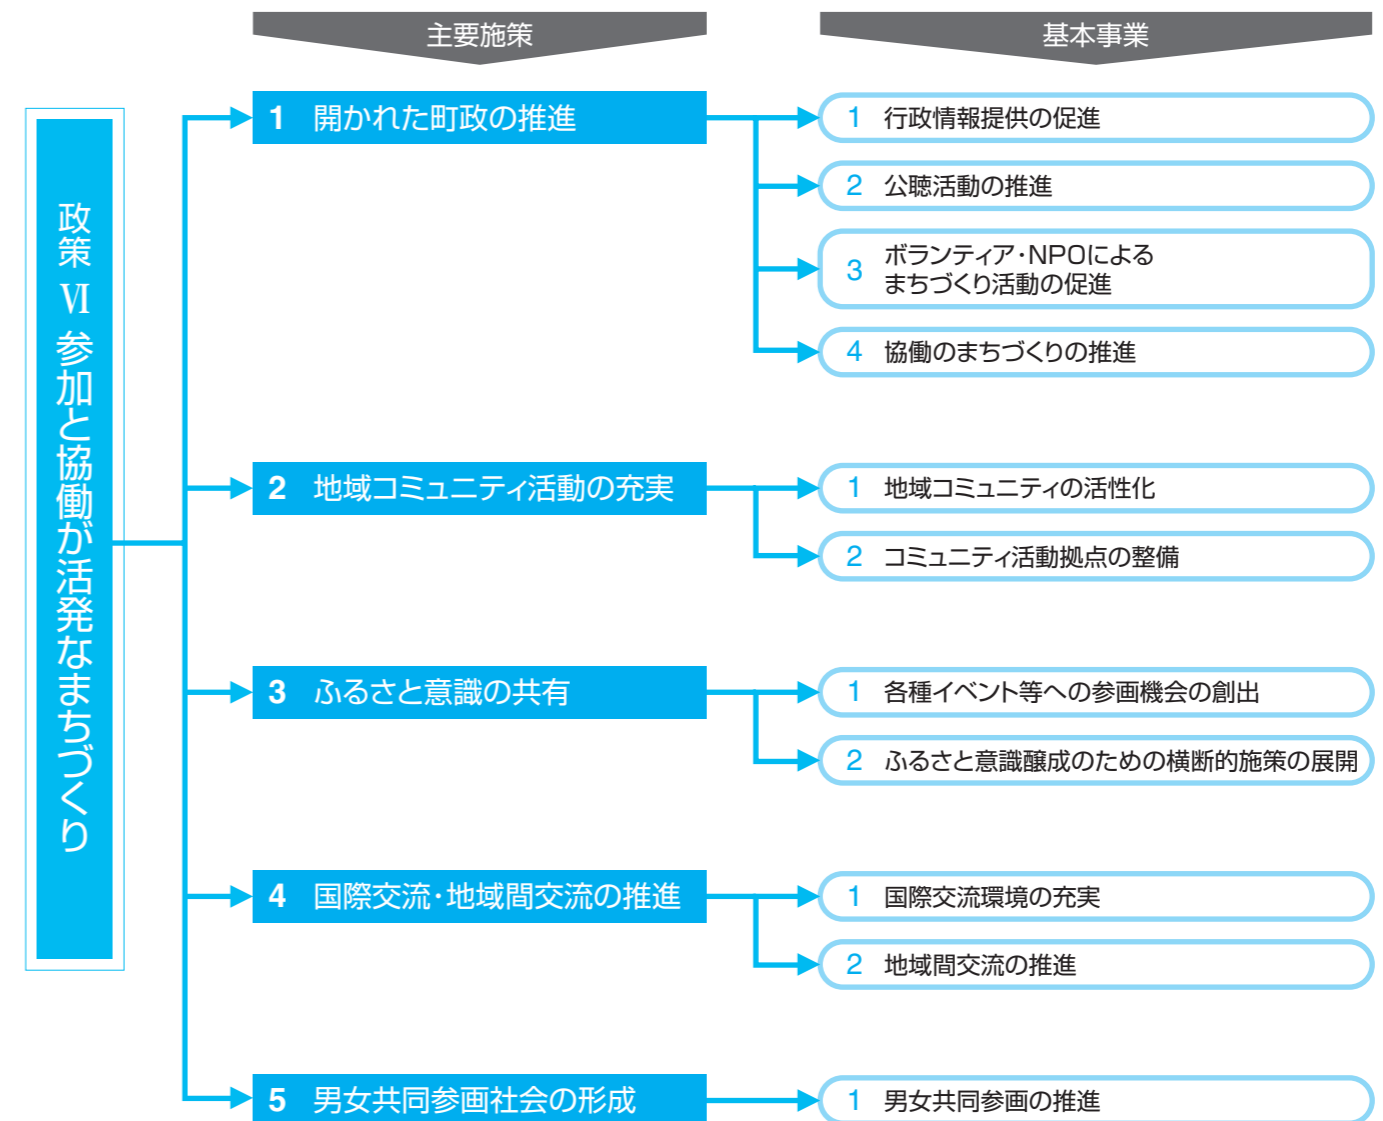 主要施策
基本事業
政策 Ⅵ 参加と協働が活発なまちづくり
1 開かれた町政の推進
1 行政情報提供の促進
2 公聴活動の推進
3 ボランティア・NPOによる
まちづくり活動の促進
4 協働のまちづくりの推進
2 地域コミュニティ活動の充実
1 地域コミュニティの活性化
2 コミュニティ活動拠点の整備
3 ふるさと意識の共有
1 各種イベント等への参画機会の創出
2 ふるさと意識醸成のための横断的施策の展開
4 国際交流・地域間交流の推進
1 国際交流環境の充実
2 地域間交流の推進
5 男女共同参画社会の形成
1 男女共同参画の推進